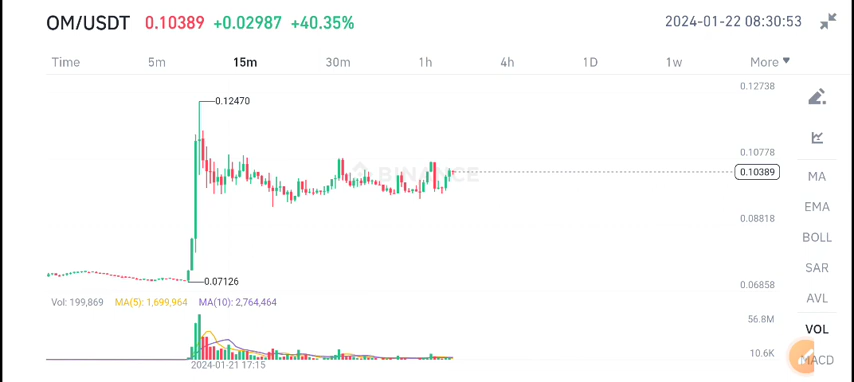 OM/USDT 0.10389 +0.02987 +40.35% 2024-01-22 08:30:53
Time 5m 15m 30m 1h 4h 1D 1w More
0.12738
0.12470
0.10778
BINANCE
0.10389
MA
EMA
0.08818
BOLL
SAR
0.07126
0.06858
Vol: 199,869 MA(5): 1,699,964 MA(10): 2,764,464
AVL
56.8M
VOL
10.6K
MACD
2024-01-21 17:15